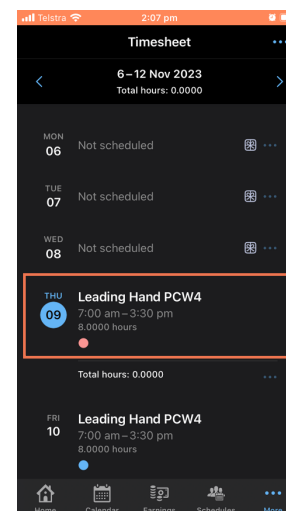 Telstra 2:07 pm
Timesheet
6–12 Nov 2023
Total hours: 0.0000
MON
06 Not scheduled
TUE
07 Not scheduled
WED
08 Not scheduled
THU Leading Hand PCW4
09 7:00 am–3:30 pm
8.0000 hours
Total hours: 0.0000
FRI Leading Hand PCW4
10 7:00 am–3:30 pm
8.0000 hours
Home Calendar Earnings Schedules More